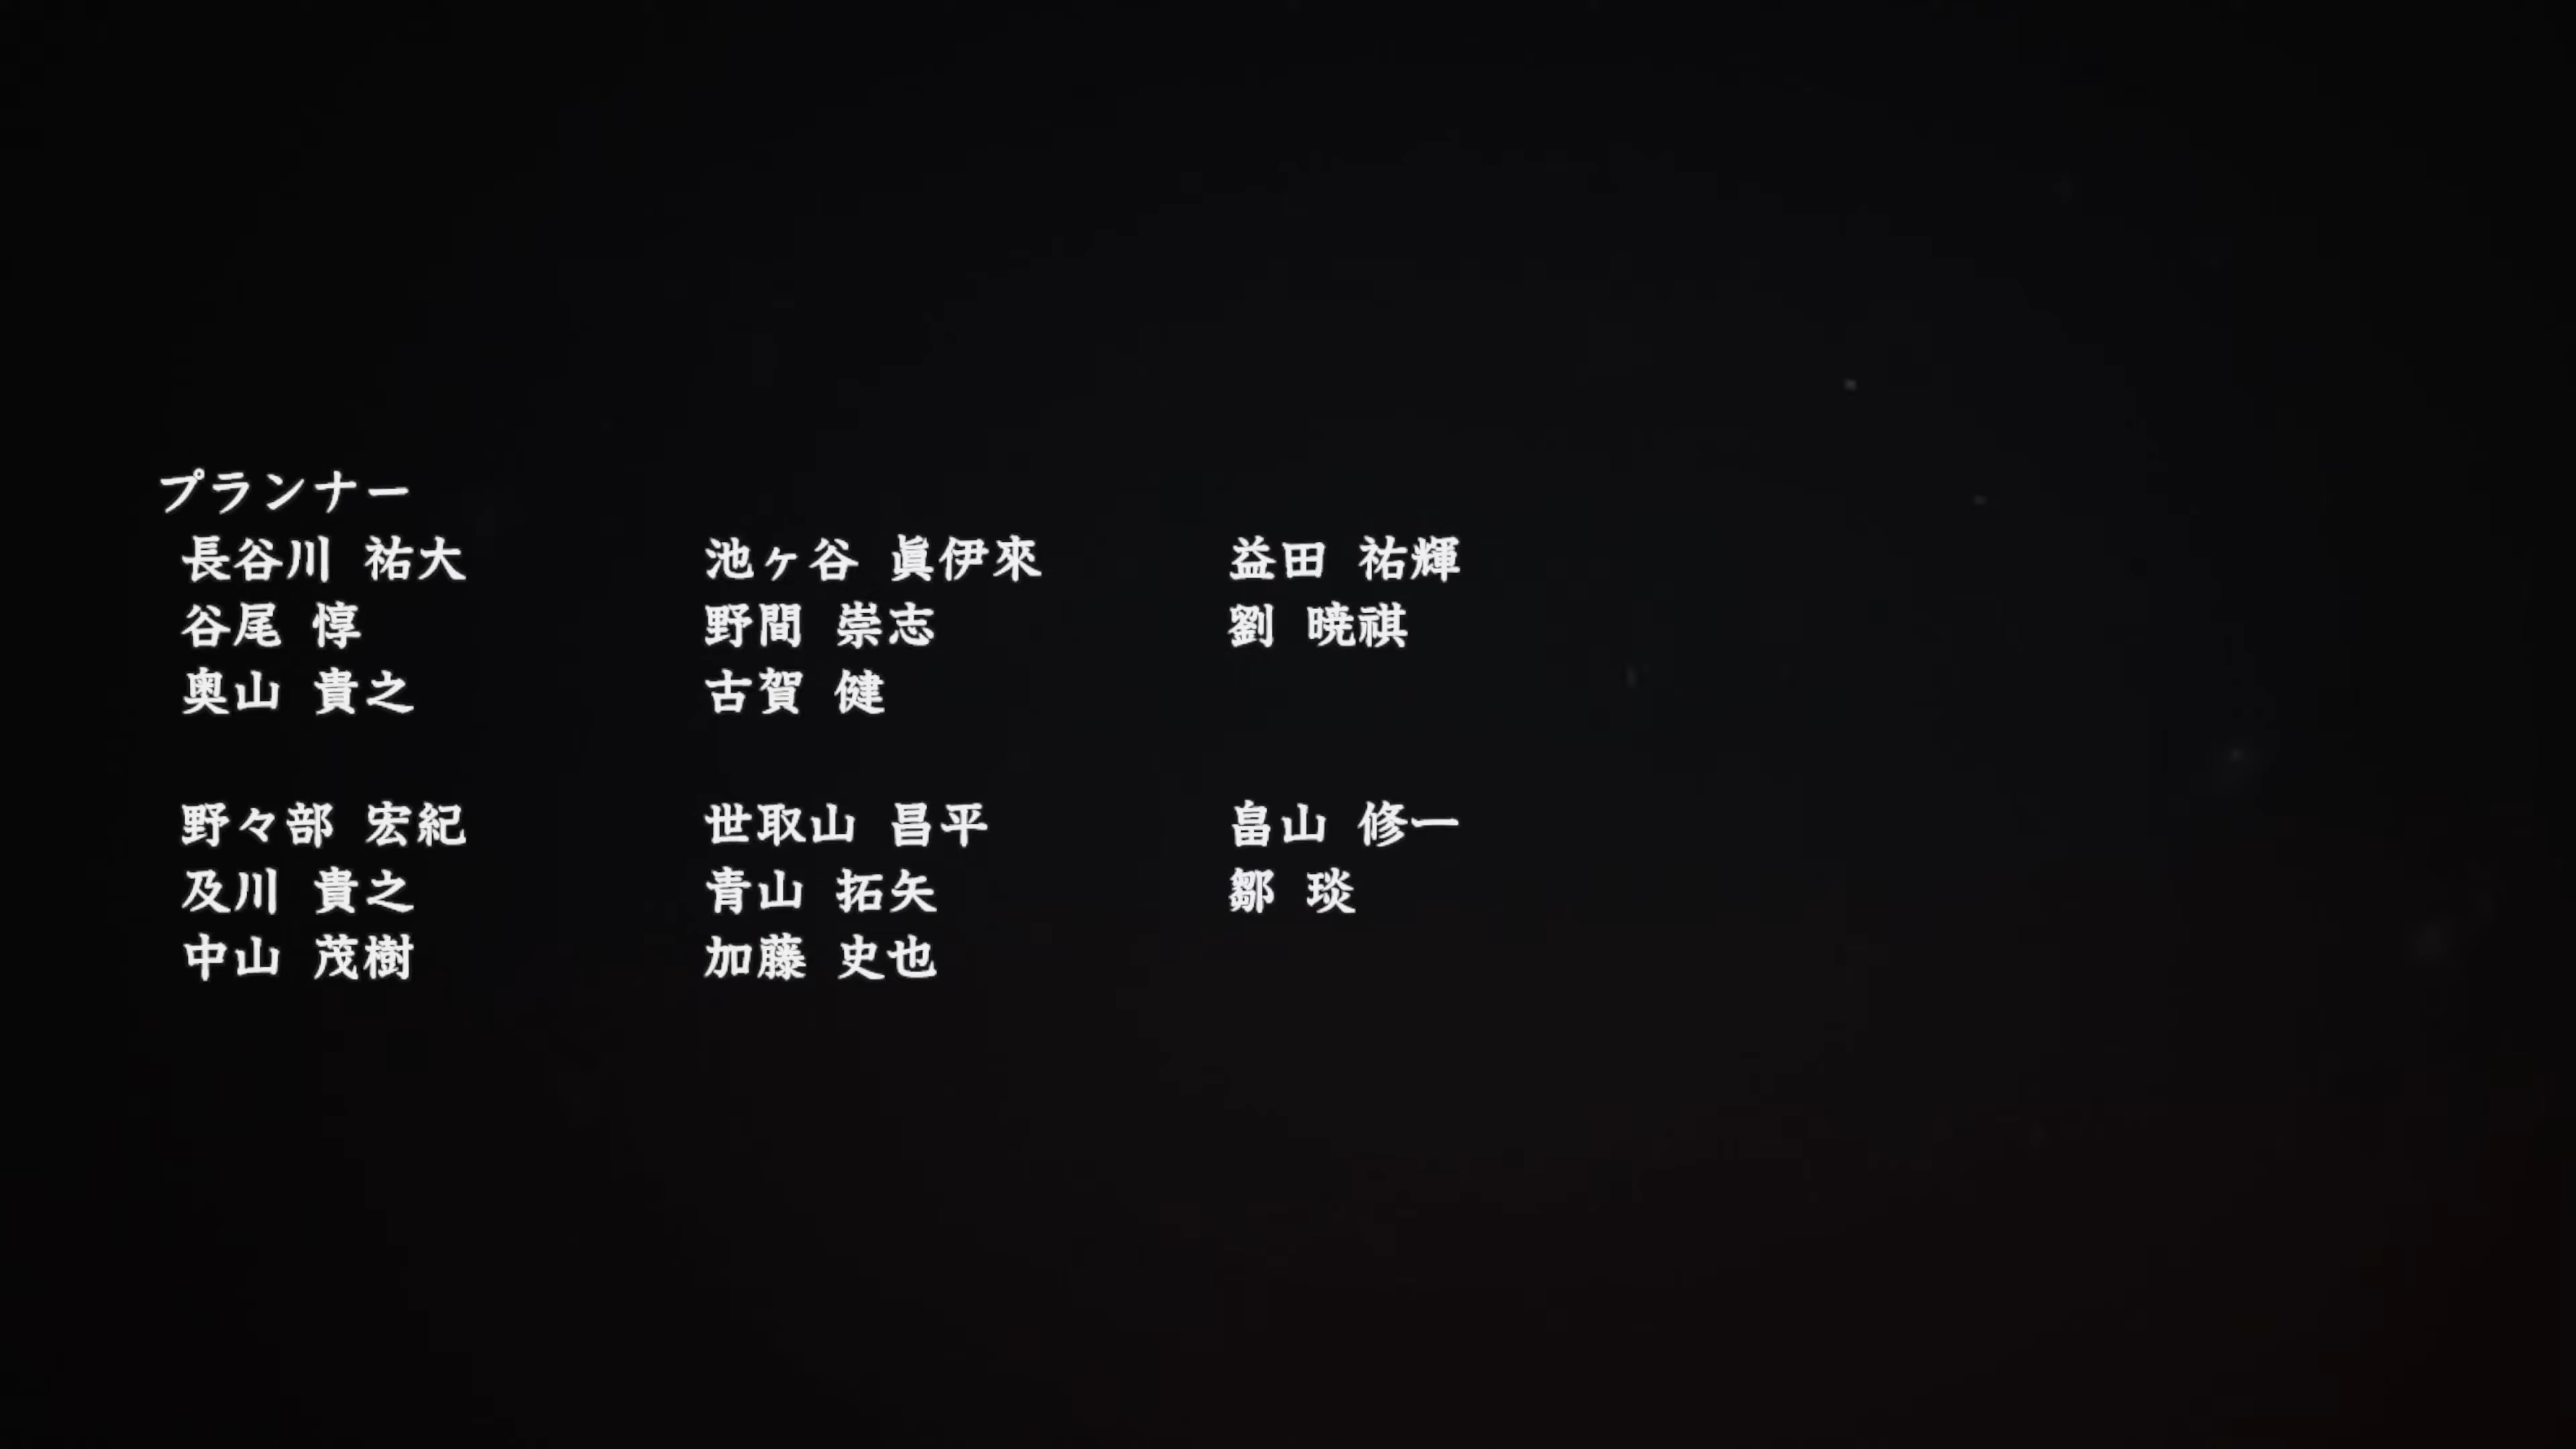 プランナー
長谷川 祐大 池ヶ谷 眞伊來 益田 祐輝
谷尾 惇 野間 崇志 劉 暁祺
奥山 貴之 古賀 健
野々部 宏紀 世取山 昌平 畠山 修一
及川 貴之 青山 拓矢 鄒 琰
中山 茂樹 加藤 史也